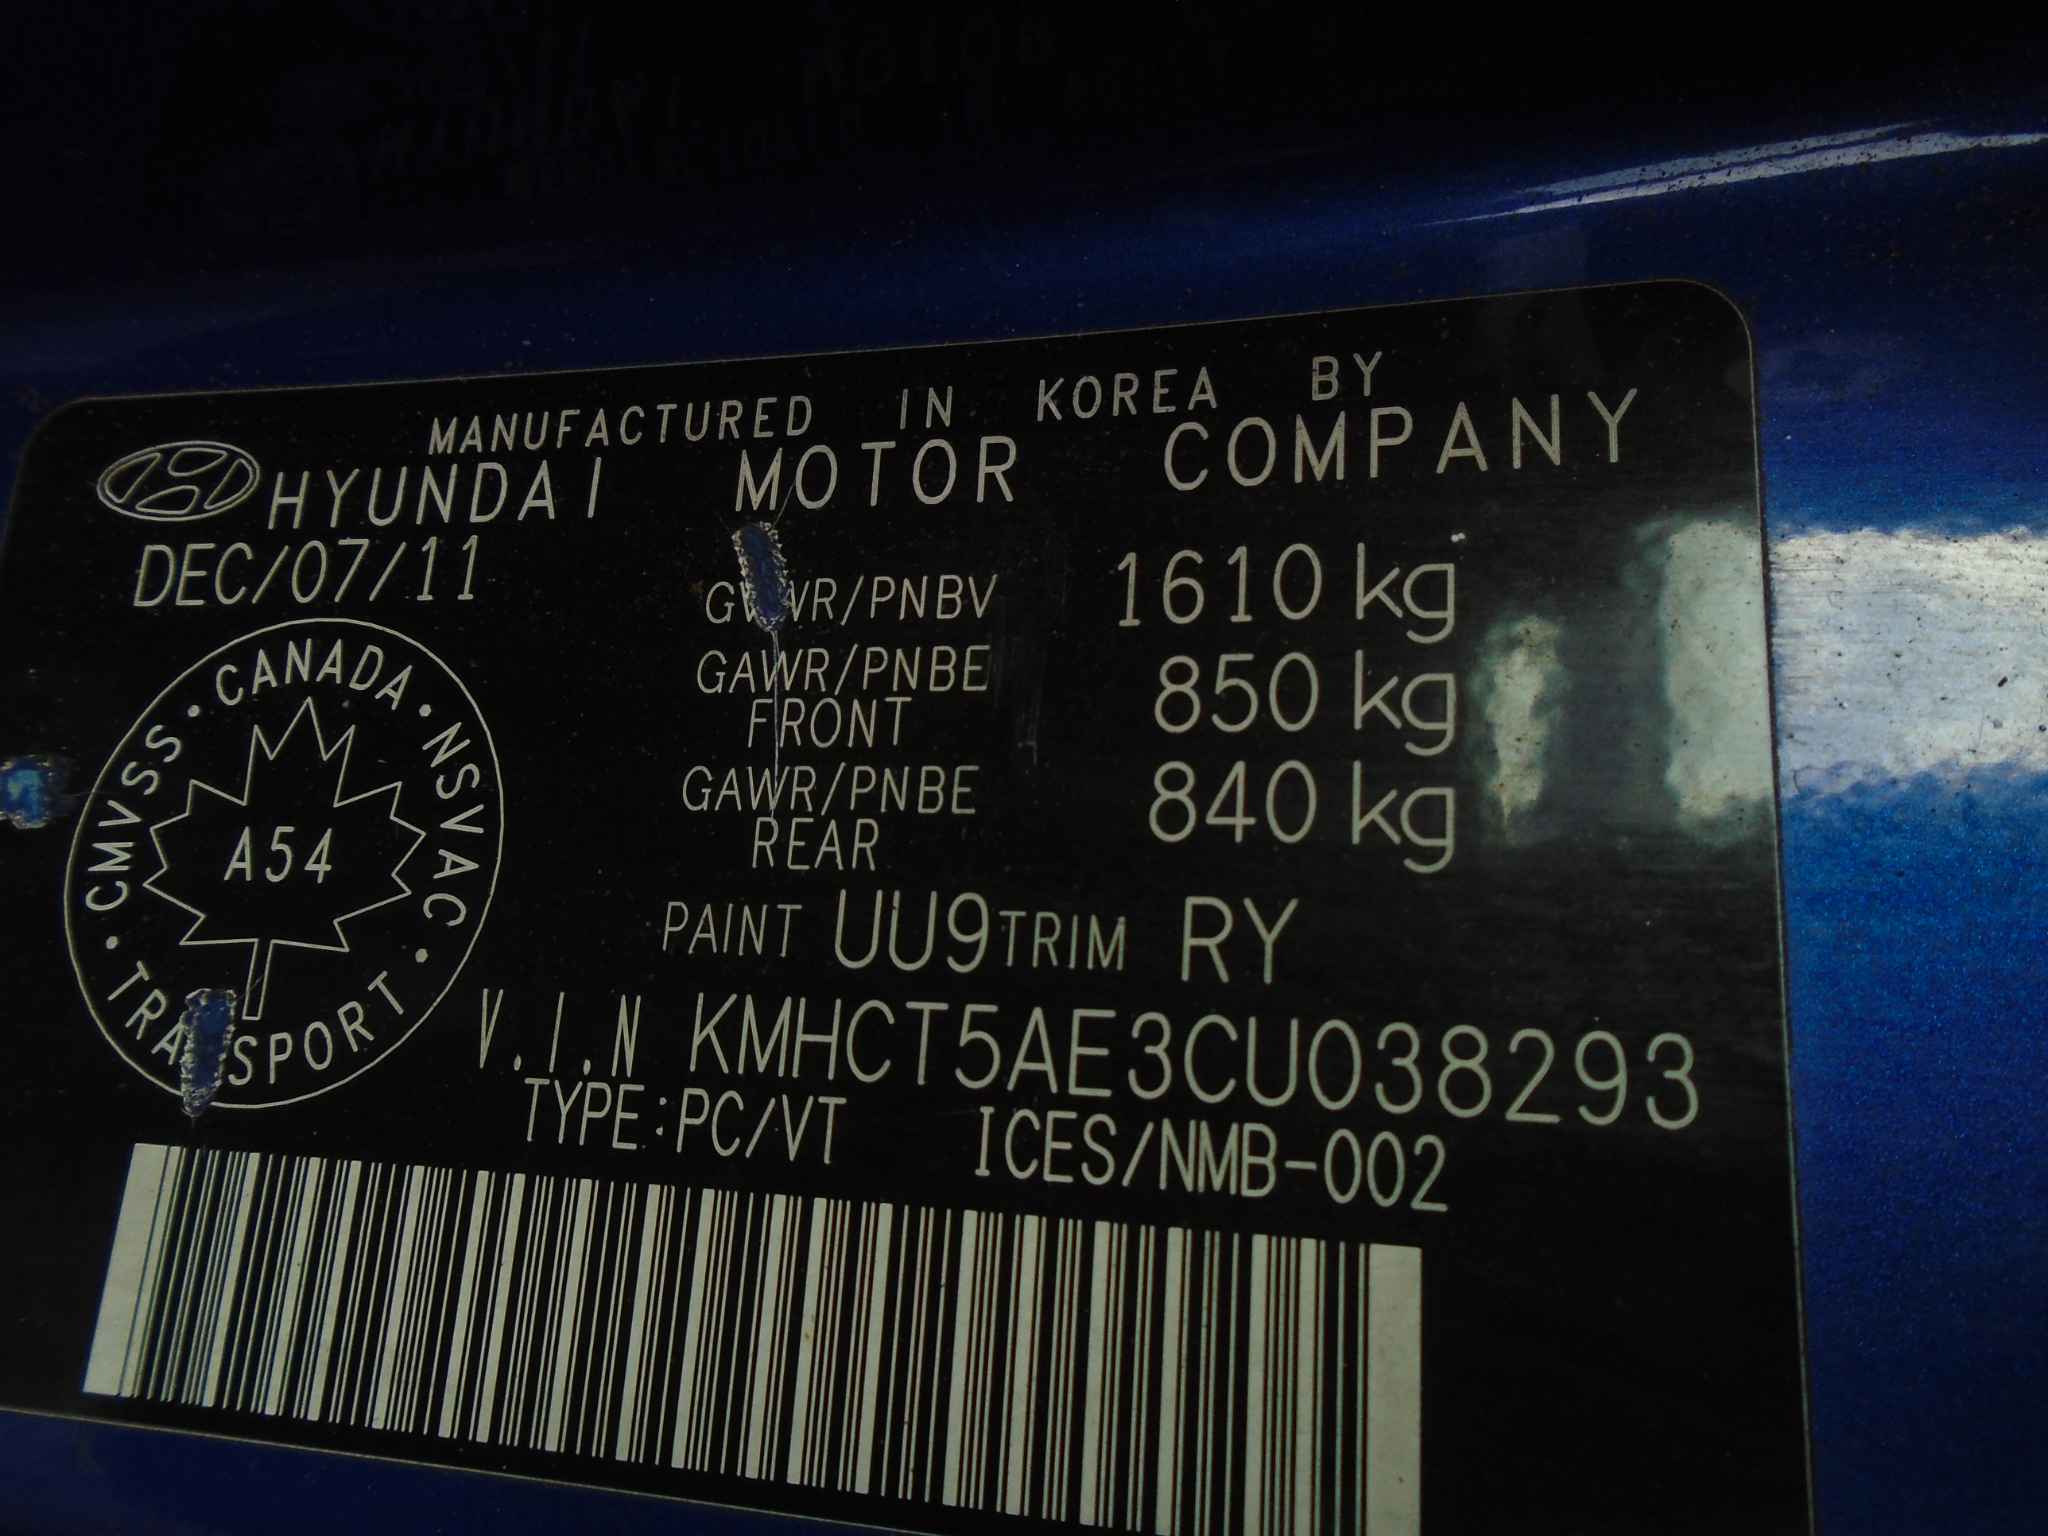 MANUFACTURED IN KOREA BY
HYUNDAI MOTOR COMPANY
DEC/07/11
GVWR/PNBV 1610 kg
GAWR/PNBE FRONT 850 kg
GAWR/PNBE REAR 840 kg
CMVSS · CANADA · NSVAC · TRANSPORT ·
A54
PAINT UU9 TRIM RY
V.I.N KMHCT5AE3CU038293
TYPE:PC/VT ICES/NMB-002